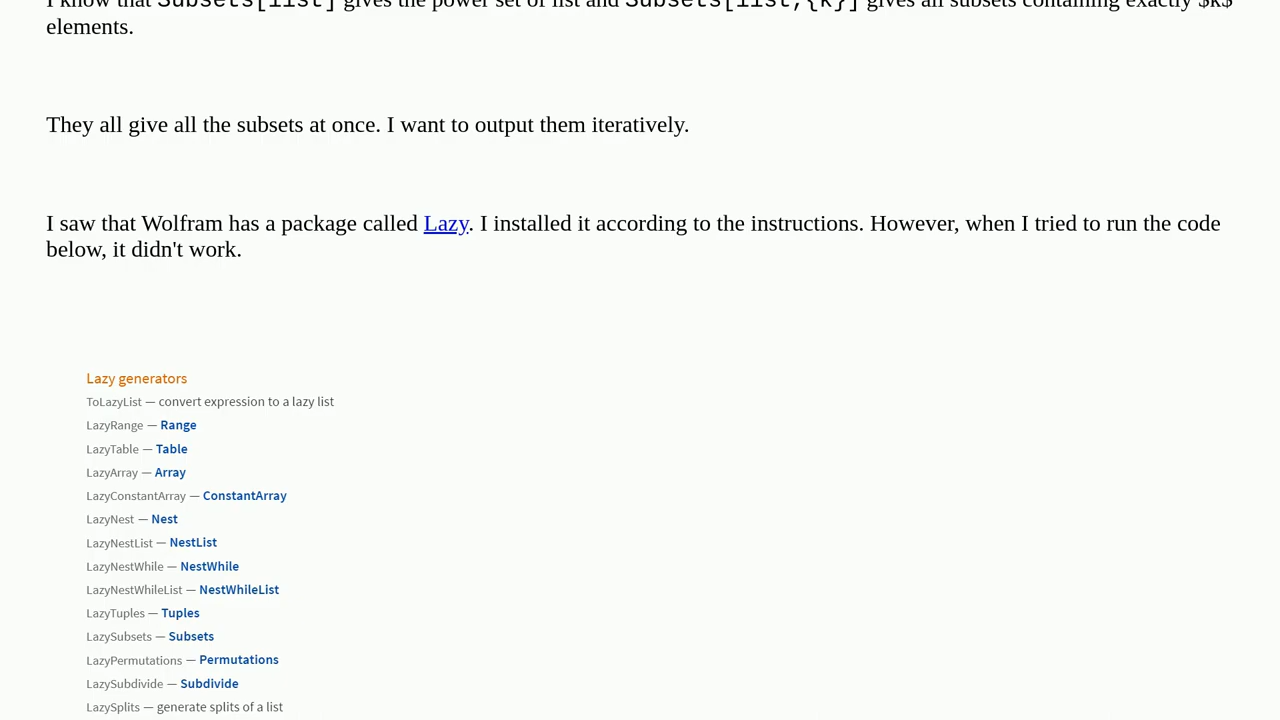 I know that Subsets[list] gives the power set of list and Subsets[list,{k}] gives all subsets containing exactly $k$
elements.
They all give all the subsets at once. I want to output them iteratively.
I saw that Wolfram has a package called Lazy. I installed it according to the instructions. However, when I tried to run the code
below, it didn't work.
Lazy generators
ToLazyList — convert expression to a lazy list
LazyRange — Range
LazyTable — Table
LazyArray — Array
LazyConstantArray — ConstantArray
LazyNest — Nest
LazyNestList — NestList
LazyNestWhile — NestWhile
LazyNestWhileList — NestWhileList
LazyTuples — Tuples
LazySubsets — Subsets
LazyPermutations — Permutations
LazySubdivide — Subdivide
LazySplits — generate splits of a list